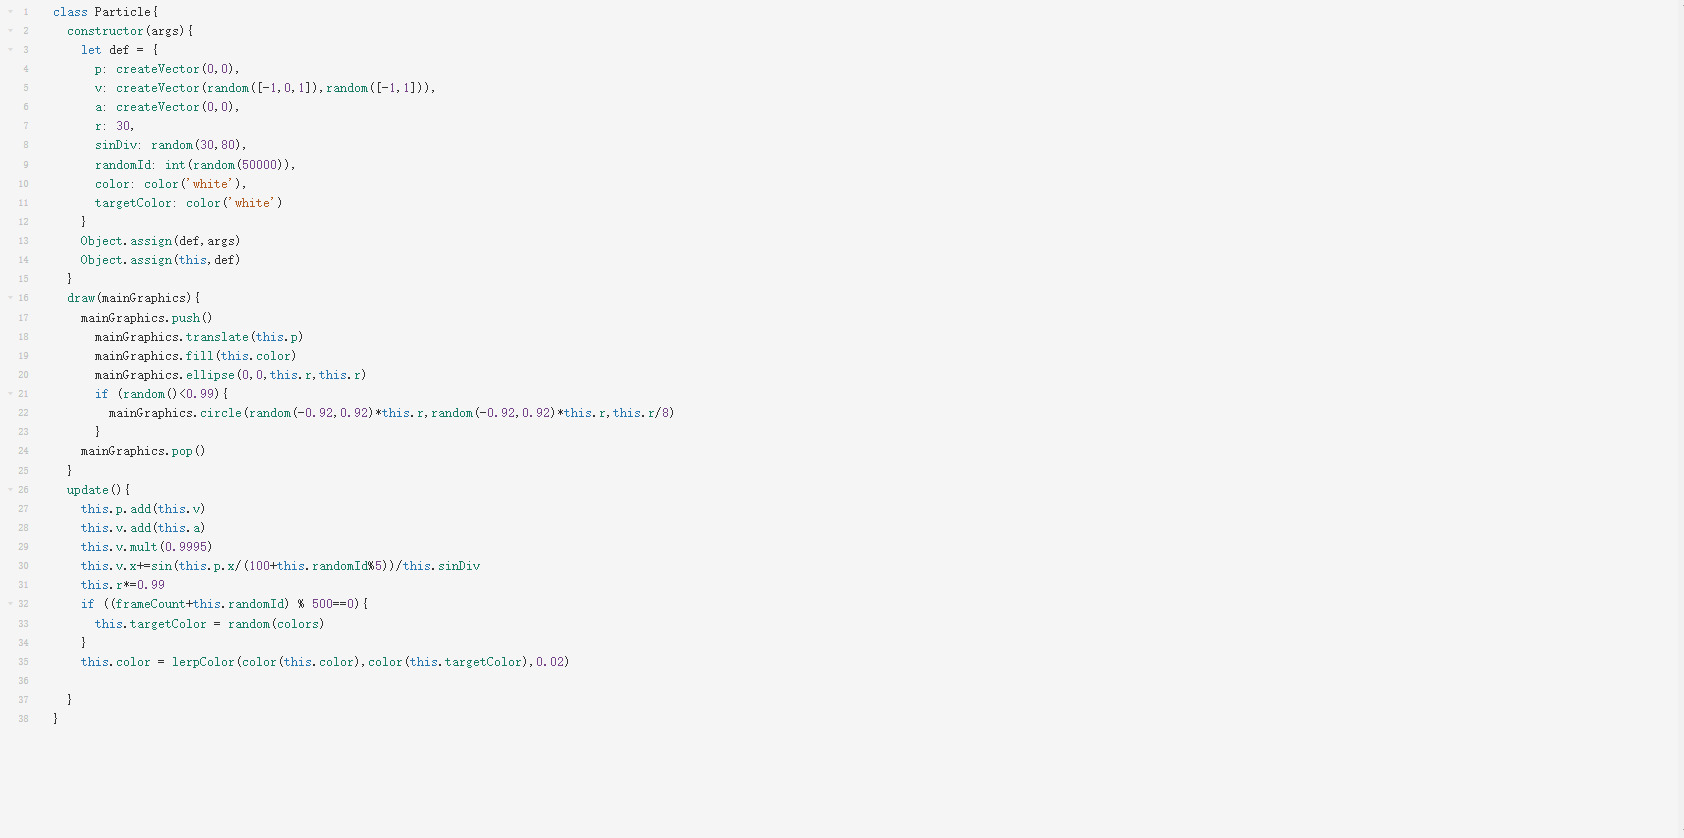 1 class Particle{
2 constructor(args){
3 let def = {
4 p: createVector(0,0),
5 v: createVector(random([-1,0,1]),random([-1,1])),
6 a: createVector(0,0),
7 r: 30,
8 sinDiv: random(30,80),
9 randomId: int(random(50000)),
10 color: color('white'),
11 targetColor: color('white')
12 }
13 Object.assign(def,args)
14 Object.assign(this,def)
15 }
16 draw(mainGraphics){
17 mainGraphics.push()
18 mainGraphics.translate(this.p)
19 mainGraphics.fill(this.color)
20 mainGraphics.ellipse(0,0,this.r,this.r)
21 if (random()<0.99){
22 mainGraphics.circle(random(-0.92,0.92)*this.r,random(-0.92,0.92)*this.r,this.r/8)
23 }
24 mainGraphics.pop()
25 }
26 update(){
27 this.p.add(this.v)
28 this.v.add(this.a)
29 this.v.mult(0.9995)
30 this.v.x+=sin(this.p.x/(100+this.randomId%5))/this.sinDiv
31 this.r*=0.99
32 if ((frameCount+this.randomId) % 500==0){
33 this.targetColor = random(colors)
34 }
35 this.color = lerpColor(color(this.color),color(this.targetColor),0.02)
36
37 }
38 }